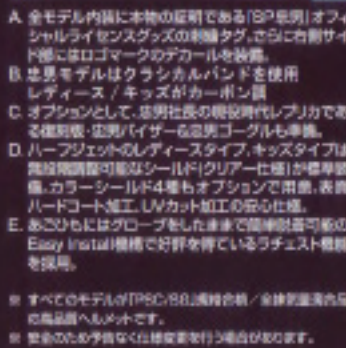 A. 全モデル内装に本物の証明である「SP忠男」オフィ
シャルライセンスグッズの刺繍タグ、さらに右側サイ
ド部にはロゴマークのデカールを装備。
B. 忠男モデルはクラシカルバンドを使用
レディース / キッズがカーボン調
C. オプションとして、忠男社長の現役時代レプリカであ
る復刻版・忠男バイザー&忠男ゴーグルも準備。
D. ハーフジェットのレディースタイプ、キッズタイプは
調整可能なシールド(クリアー仕様)が標準装
備。カラーシールド4種もオプションで用意。表面
ハードコート加工、UVカット加工の安心仕様。
E. あごひもにはグローブをしたままで簡単脱着可能の
Easy Install機構で好評を得ているラチェスト機構
を採用。
※ すべてのモデルがPSC/SG規格合格/全排気量適合品
の高品質ヘルメットです。
※ 安全のため予告なく仕様変更を行う場合があります。